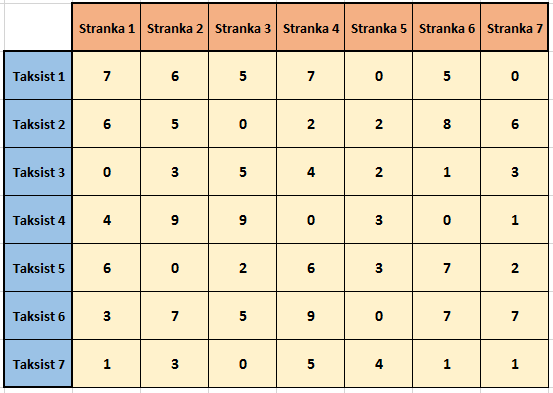 Stranka 1 Stranka 2 Stranka 3 Stranka 4 Stranka 5 Stranka 6 Stranka 7
Taksist 1 7 6 5 7 0 5 0
Taksist 2 6 5 0 2 2 8 6
Taksist 3 0 3 5 4 2 1 3
Taksist 4 4 9 9 0 3 0 1
Taksist 5 6 0 2 6 3 7 2
Taksist 6 3 7 5 9 0 7 7
Taksist 7 1 3 0 5 4 1 1